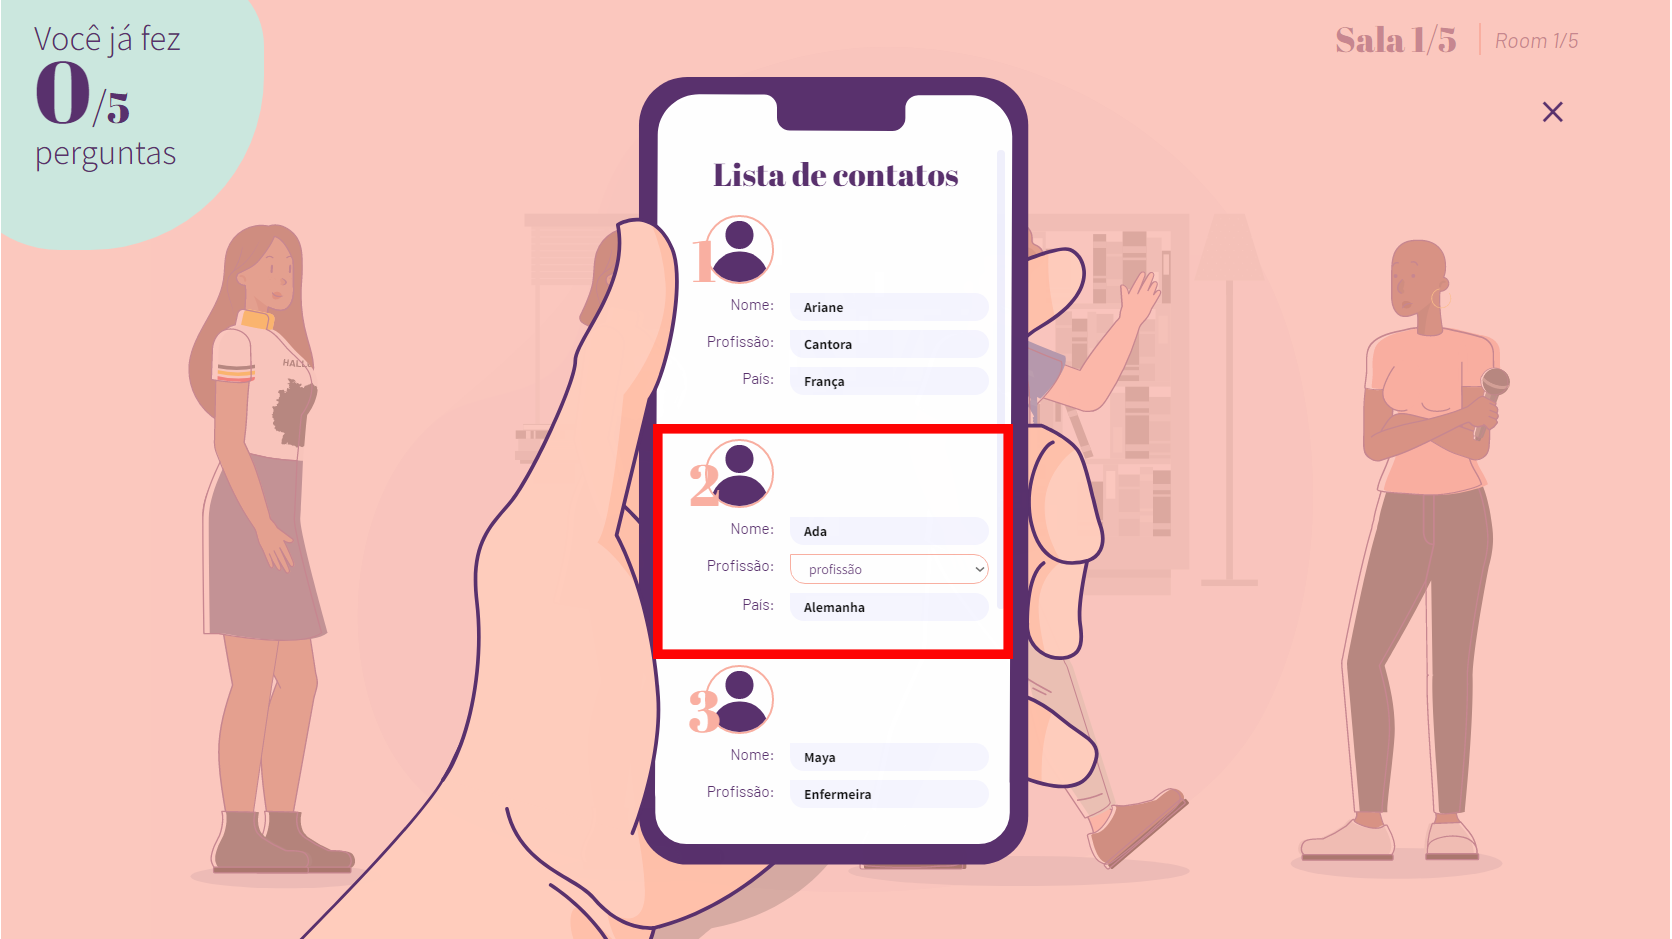 Você já fez
0/5
perguntas
Sala 1/5
Room 1/5
Lista de contatos
1
Nome: Ariane
Profissão: Cantora
País: França
2
Nome: Ada
Profissão: profissão
País: Alemanha
3
Nome: Maya
Profissão: Enfermeira
HALL